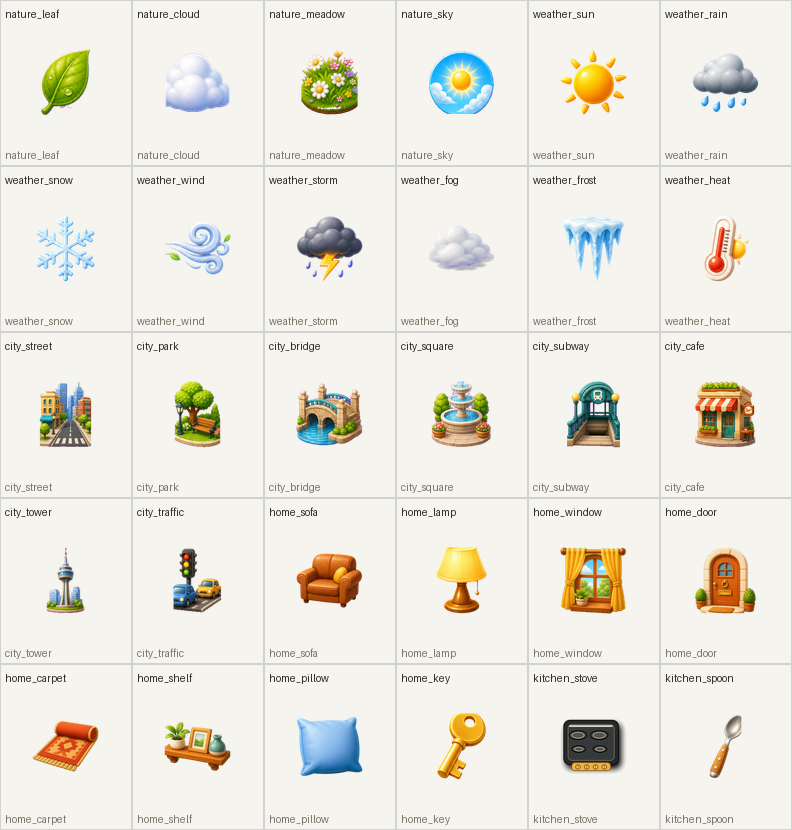 nature_leaf nature_cloud nature_meadow nature_sky weather_sun weather_rain
nature_leaf nature_cloud nature_meadow nature_sky weather_sun weather_rain
weather_snow weather_wind weather_storm weather_fog weather_frost weather_heat
weather_snow weather_wind weather_storm weather_fog weather_frost weather_heat
city_street city_park city_bridge city_square city_subway city_cafe
city_street city_park city_bridge city_square city_subway city_cafe
city_tower city_traffic home_sofa home_lamp home_window home_door
city_tower city_traffic home_sofa home_lamp home_window home_door
home_carpet home_shelf home_pillow home_key kitchen_stove kitchen_spoon
home_carpet home_shelf home_pillow home_key kitchen_stove kitchen_spoon